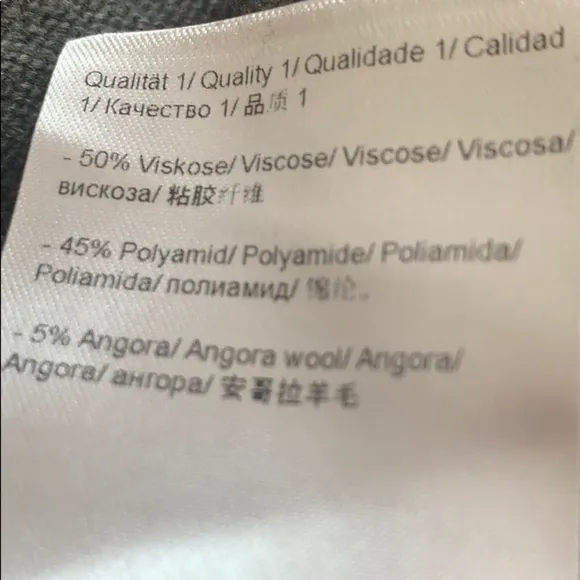 Qualität 1/ Quality 1/ Qualidade 1/ Calidad
1/ Качество 1/ 品质 1
- 50% Viskose/ Viscose/ Viscose/ Viscosa/
вискоза/ 粘胶纤维
- 45% Polyamid/ Polyamide/ Poliamida/
Poliamida/ полиамид/ 锦纶
- 5% Angora/ Angora wool/ Angora/
Angora/ ангора/ 安哥拉羊毛